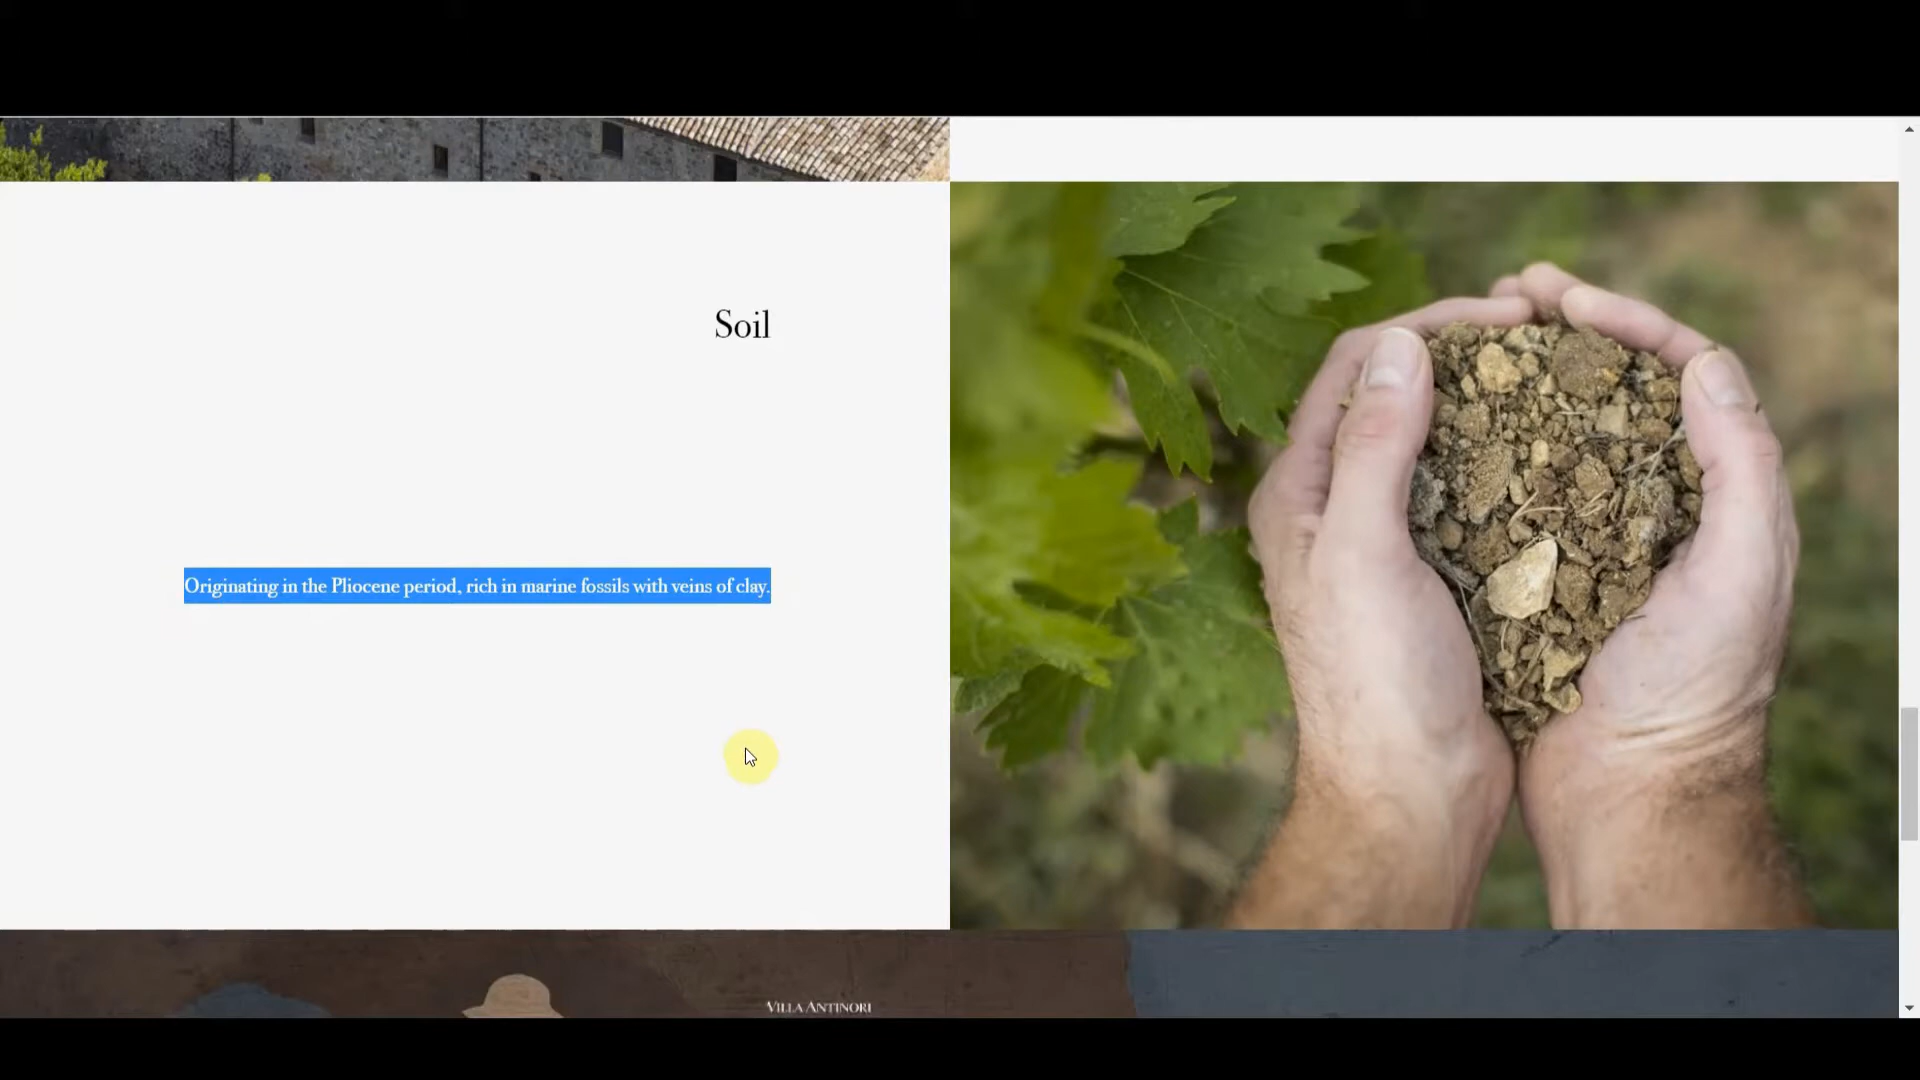 Soil
Originating in the Pliocene period, rich in marine fossils with veins of clay.
VILLA ANTINORI